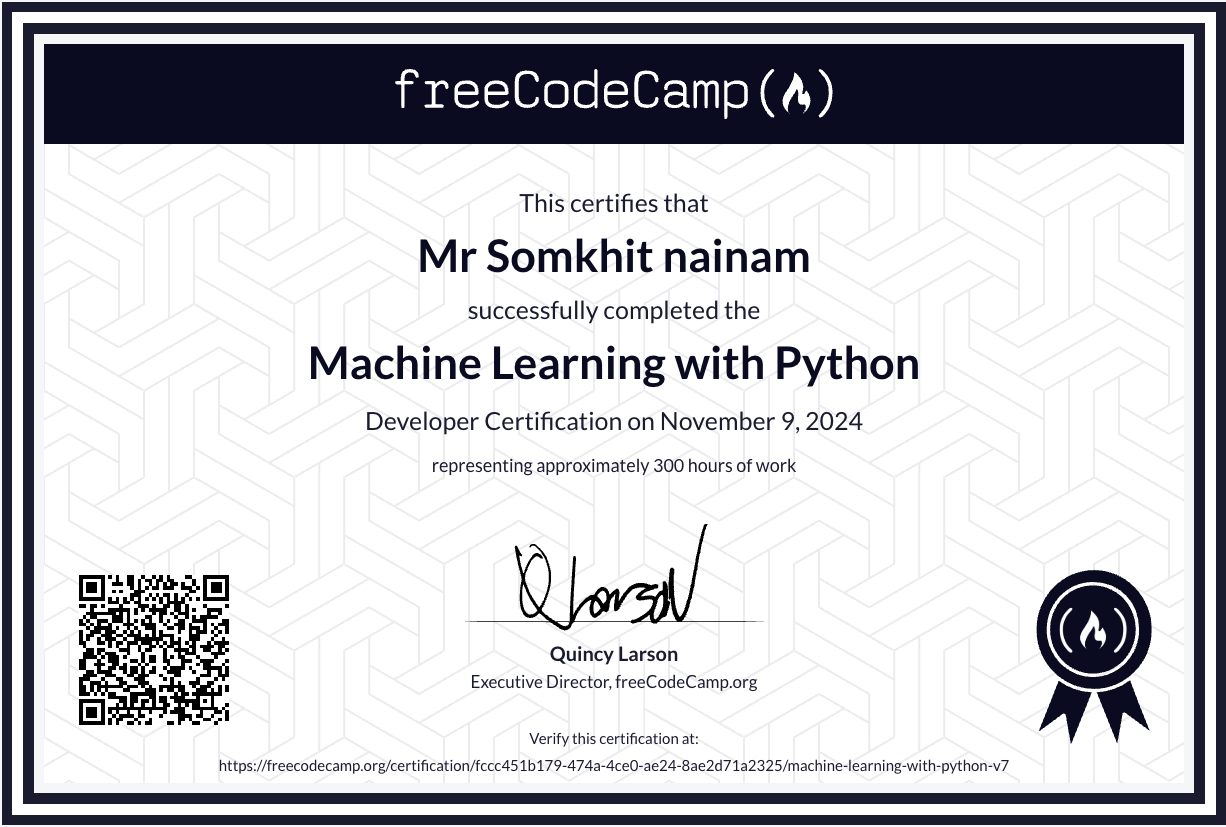 freeCodeCamp
This certifies that
Mr Somkhit nainam
successfully completed the
Machine Learning with Python
Developer Certification on November 9, 2024
representing approximately 300 hours of work
Q Larson
Quincy Larson
Executive Director, freeCodeCamp.org
Verify this certification at:
https://freecodecamp.org/certification/fccc451b179-474a-4ce0-ae24-8ae2d71a2325/machine-learning-with-python-v7